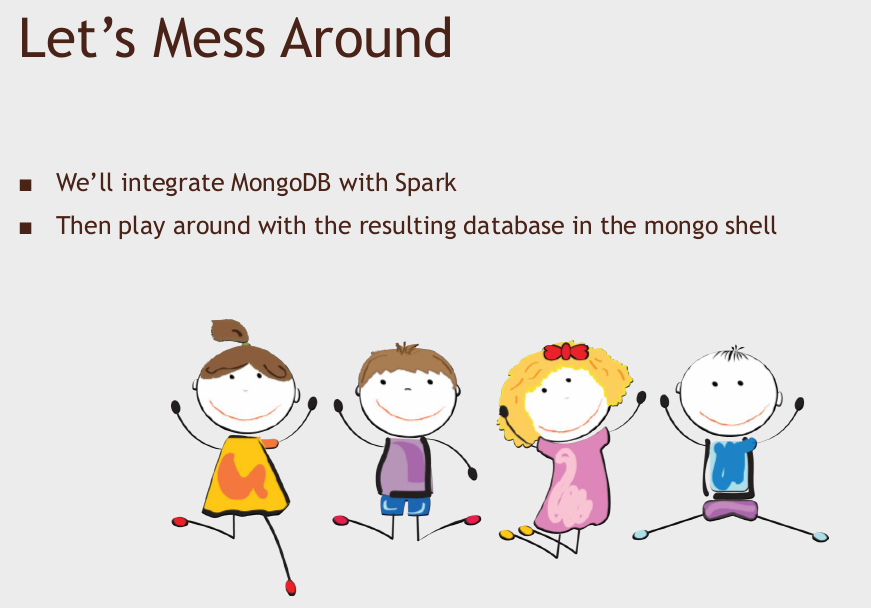 Let’s Mess Around
■ We’ll integrate MongoDB with Spark
■ Then play around with the resulting database in the mongo shell